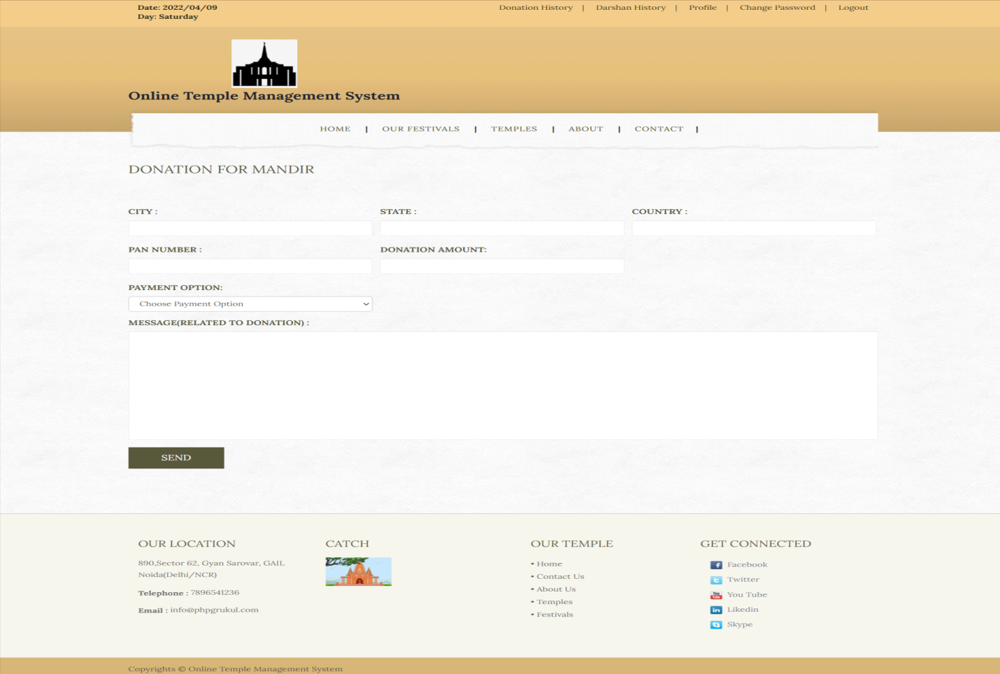 Date: 2022/04/09
Day: Saturday
Donation History | Darshan History | Profile | Change Password | Logout
Online Temple Management System
HOME | OUR FESTIVALS | TEMPLES | ABOUT | CONTACT |
DONATION FOR MANDIR
CITY : STATE : COUNTRY :
PAN NUMBER : DONATION AMOUNT:
PAYMENT OPTION:
Choose Payment Option
MESSAGE(RELATED TO DONATION) :
SEND
OUR LOCATION
890,Sector 62, Gyan Sarovar, GAIL
Noida(Delhi/NCR)
Telephone : 7896541236
Email : info@phpgrukul.com
CATCH
OUR TEMPLE
• Home
• Contact Us
• About Us
• Temples
• Festivals
GET CONNECTED
Facebook
Twitter
You Tube
Likedin
Skype
Copyrights © Online Temple Management System